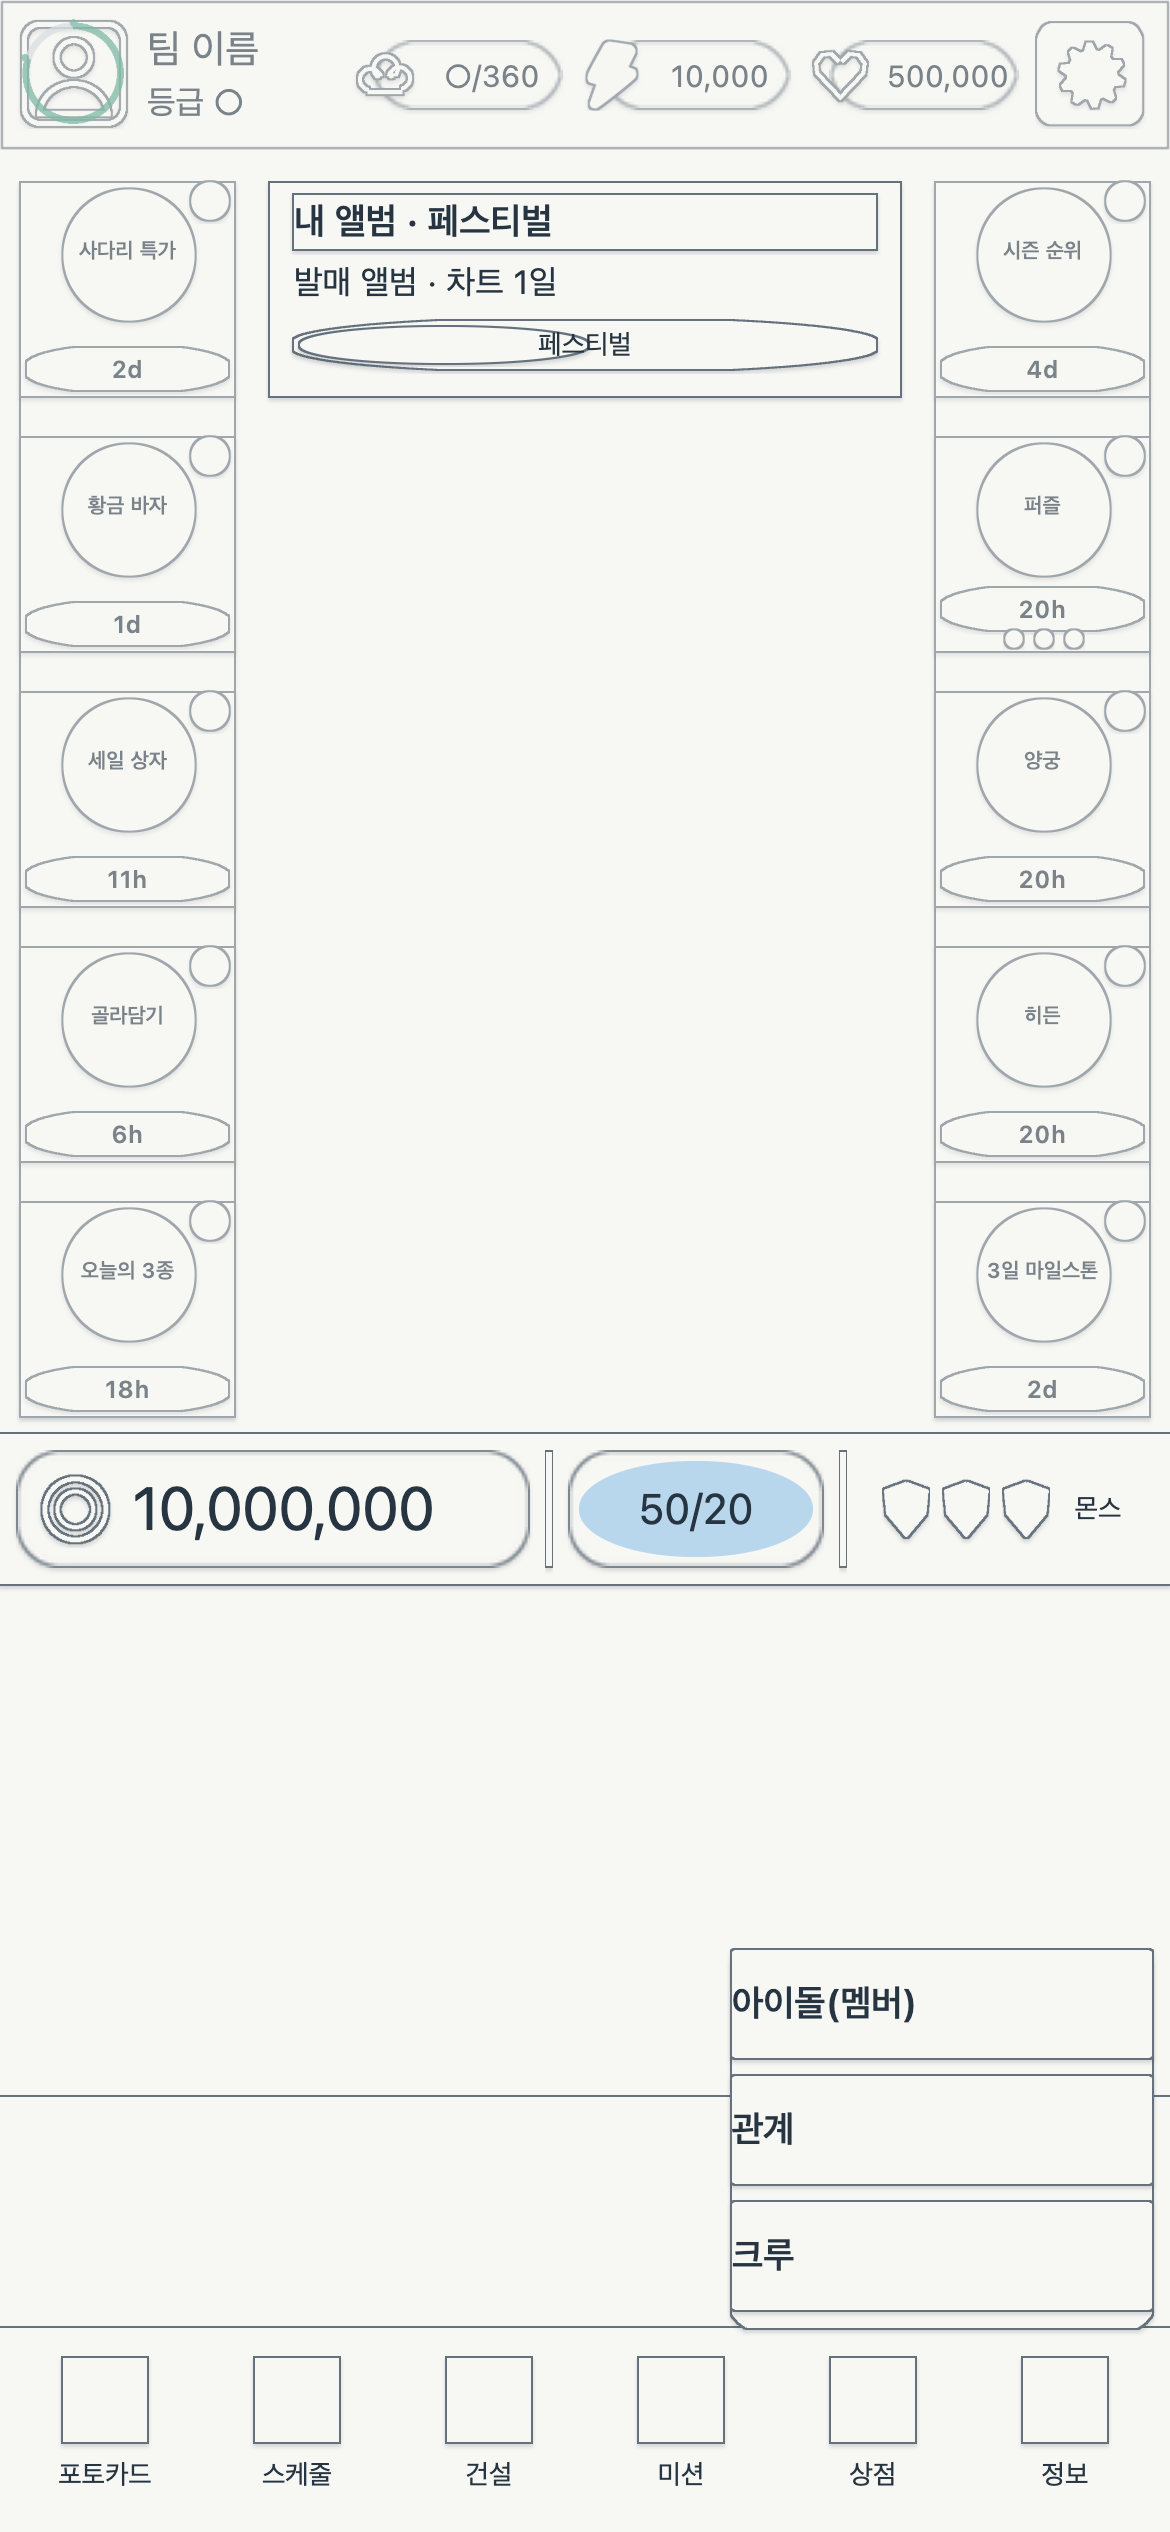 팀 이름
등급 ○
○/360
10,000
500,000
내 앨범 · 페스티벌
발매 앨범 · 차트 1일
페스티벌
사다리 특가
2d
황금 바자
1d
세일 상자
11h
골라담기
6h
오늘의 3종
18h
시즌 순위
4d
퍼즐
20h
양궁
20h
히든
20h
3일 마일스톤
2d
10,000,000
50/20
몬스
아이돌(멤버)
관계
크루
포토카드
스케줄
건설
미션
상점
정보